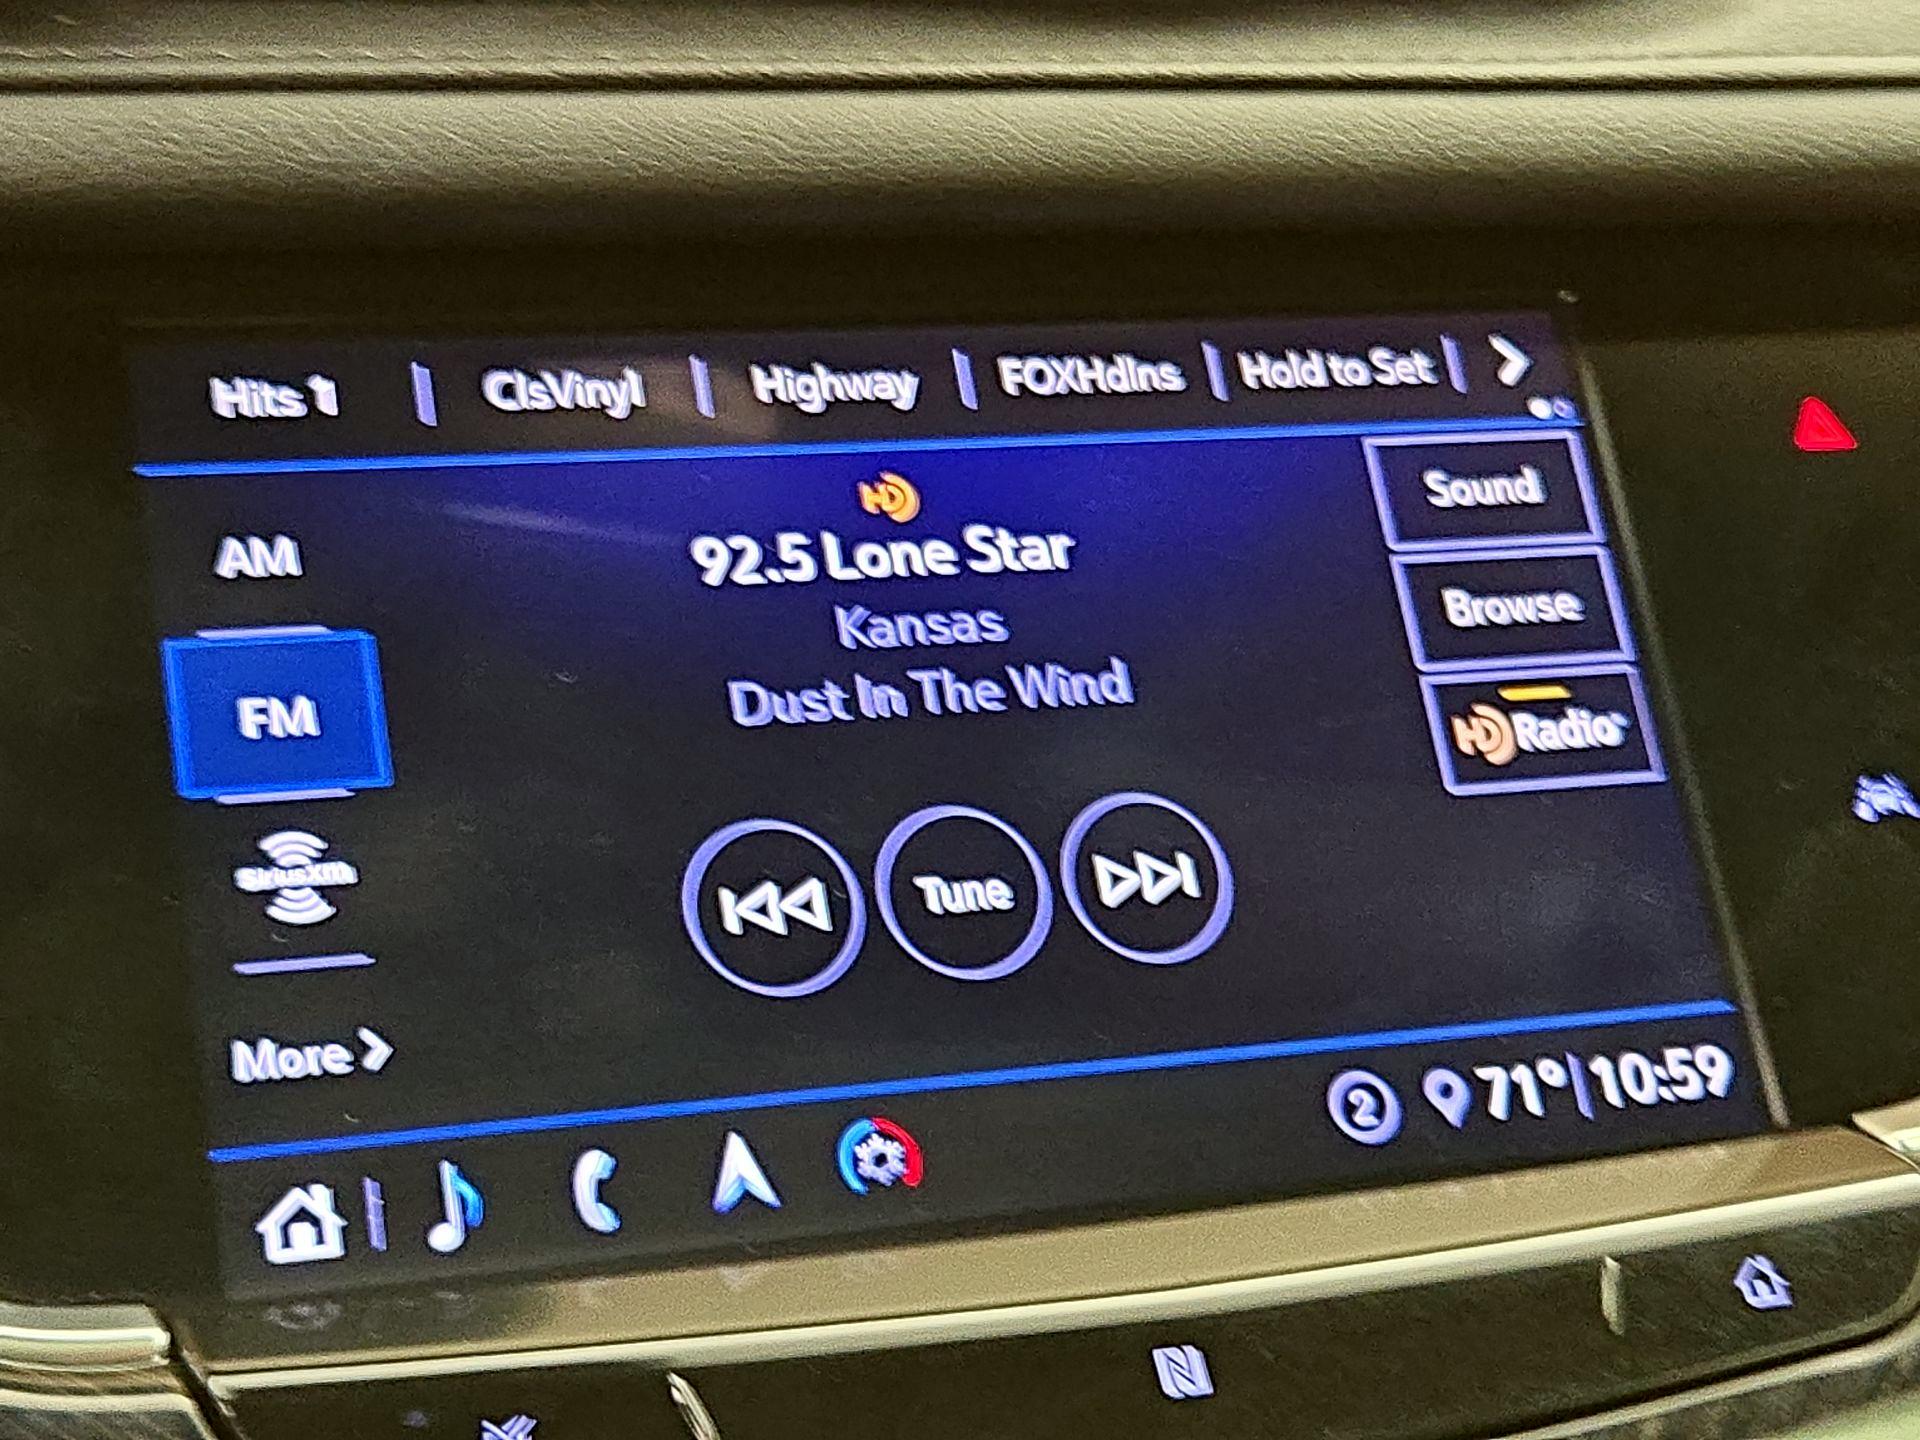 Hits 1 | ClsVinyl | Highway | FOXHdlns | Hold to Set |
HD
92.5 Lone Star
Kansas
Dust In The Wind
AM
FM
SiriusXM
More
Tune
Sound
Browse
HD Radio
2 71° | 10:59